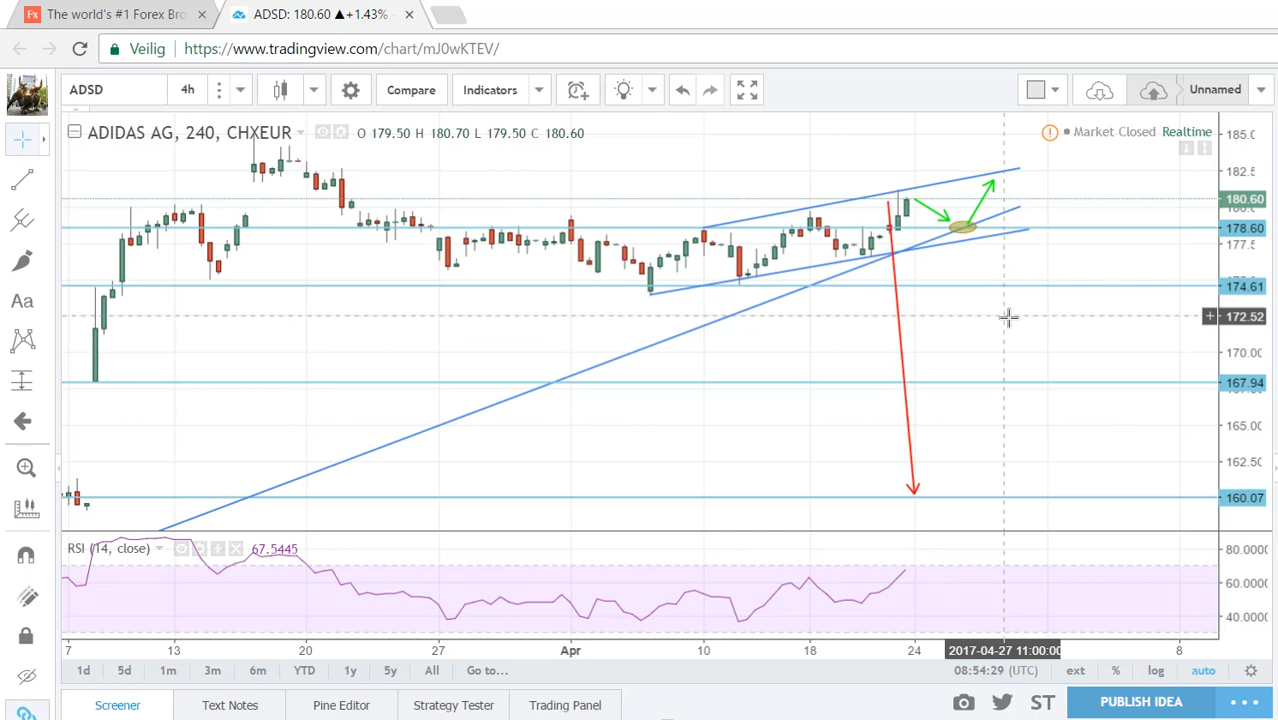 The world's #1 Forex Bro
ADSD: 180.60 ▲+1.43%
Veilig https://www.tradingview.com/chart/mJ0wKTEV/
ADSD 4h Compare Indicators Unnamed
ADIDAS AG, 240, CHXEUR O 179.50 H 180.70 L 179.50 C 180.60
Market Closed Realtime
185.0
182.5
180.60
178.60
177.5
174.61
172.52
170.00
167.94
165.00
162.50
160.07
RSI (14, close) 67.5445
80.0000
60.0000
40.0000
7 13 20 27 Apr 10 18 24 2017-04-27 11:00:00 8
1d 5d 1m 3m 6m YTD 1y 5y All Go to... 08:54:29 (UTC) ext % log auto
Screener Text Notes Pine Editor Strategy Tester Trading Panel ST PUBLISH IDEA
Aa